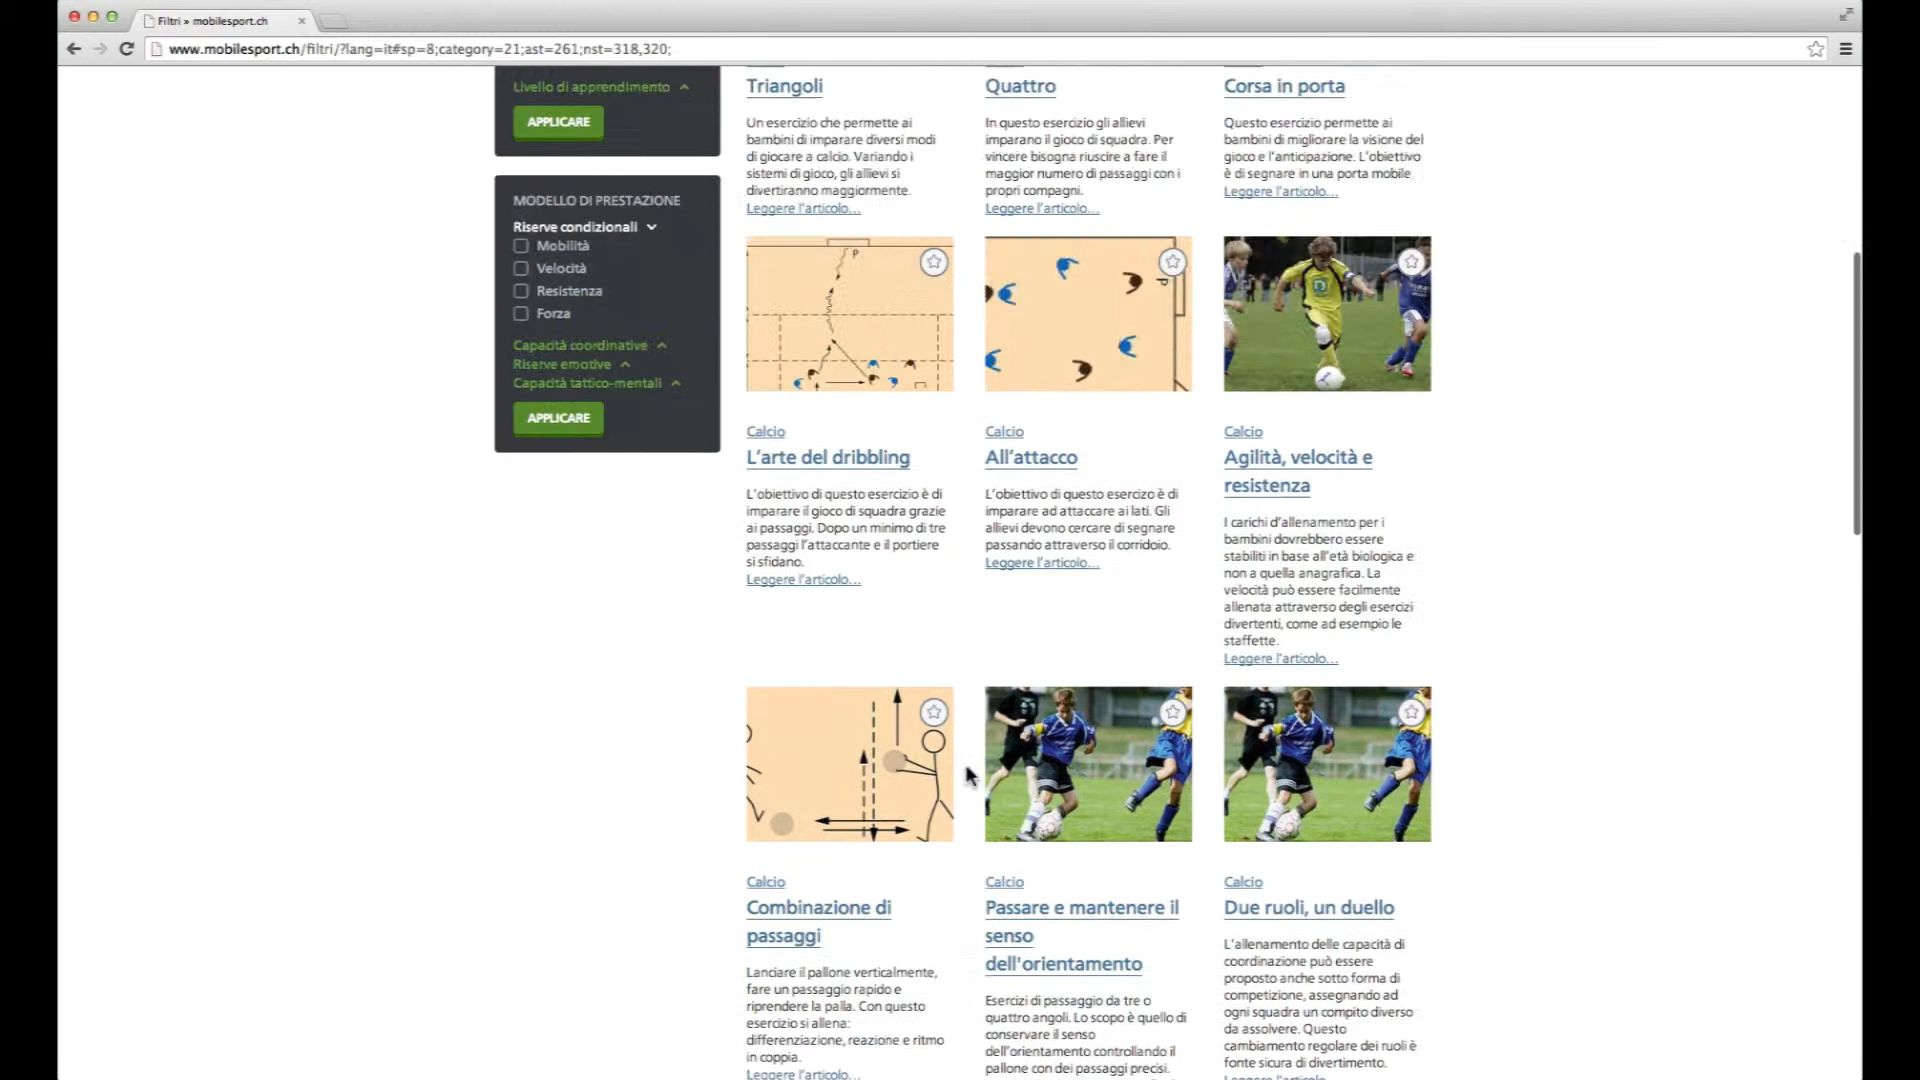 Filtri » mobilesport.ch
www.mobilesport.ch/filtri/?lang=it#sp=8;category=21;ast=261;nst=318,320;
Livello di apprendimento
APPLICARE
MODELLO DI PRESTAZIONE
Riserve condizionali
Mobilità
Velocità
Resistenza
Forza
Capacità coordinative
Riserve emotive
Capacità tattico-mentali
APPLICARE
Triangoli
Un esercizio che permette ai
bambini di imparare diversi modi
di giocare a calcio. Variando i
sistemi di gioco, gli allievi si
divertiranno maggiormente.
Leggere l'articolo...
Quattro
In questo esercizio gli allievi
imparano il gioco di squadra. Per
vincere bisogna riuscire a fare il
maggior numero di passaggi con i
propri compagni.
Leggere l'articolo...
Corsa in porta
Questo esercizio permette ai
bambini di migliorare la visione del
gioco e l'anticipazione. L'obiettivo
è di segnare in una porta mobile.
Leggere l'articolo...
P
P
Calcio
L'arte del dribbling
L'obiettivo di questo esercizio è di
imparare il gioco di squadra grazie
ai passaggi. Dopo un minimo di tre
passaggi l'attaccante e il portiere
si sfidano.
Leggere l'articolo...
Calcio
All'attacco
L'obiettivo di questo esercizo è di
imparare ad attaccare ai lati. Gli
allievi devono cercare di segnare
passando attraverso il corridoio.
Leggere l'articolo...
Calcio
Agilità, velocità e
resistenza
I carichi d'allenamento per i
bambini dovrebbero essere
stabiliti in base all'età biologica e
non a quella anagrafica. La
velocità può essere facilmente
allenata attraverso degli esercizi
divertenti, come ad esempio le
staffette.
Leggere l'articolo...
Calcio
Combinazione di
passaggi
Lanciare il pallone verticalmente,
fare un passaggio rapido e
riprendere la palla. Con questo
esercizio si allena:
differenziazione, reazione e ritmo
in coppia.
Leggere l'articolo...
Calcio
Passare e mantenere il
senso
dell'orientamento
Esercizi di passaggio da tre o
quattro angoli. Lo scopo è quello di
conservare il senso
dell'orientamento controllando il
pallone con dei passaggi precisi.
Calcio
Due ruoli, un duello
L'allenamento delle capacità di
coordinazione può essere
proposto anche sotto forma di
competizione, assegnando ad
ogni squadra un compito diverso
da assolvere. Questo
cambiamento regolare dei ruoli è
fonte sicura di divertimento.
Leggere l'articolo...